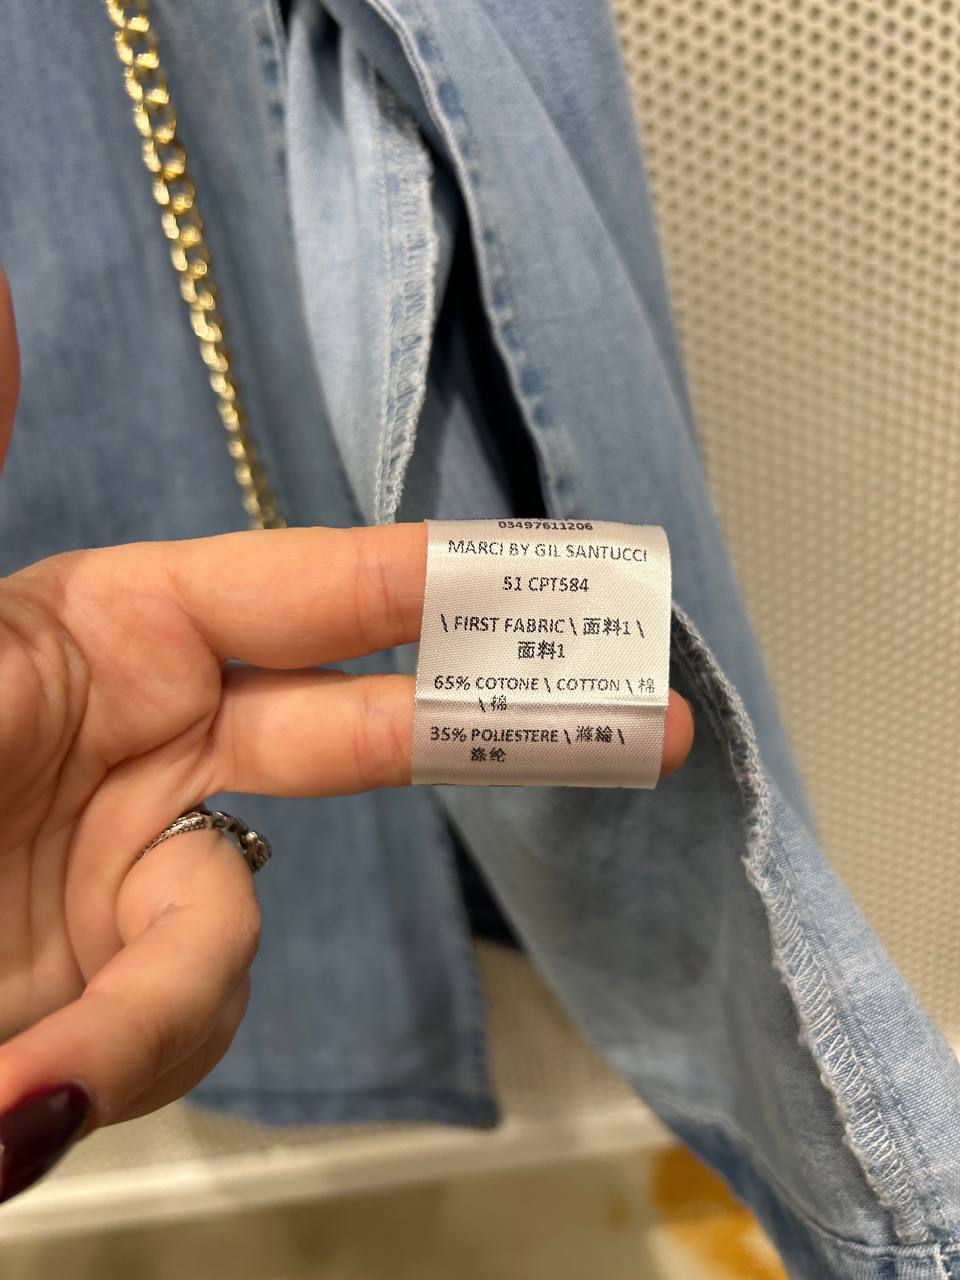 03497611206
MARCI BY GIL SANTUCCI
51 CPT584
\ FIRST FABRIC \ 面料1 \
面料1
65% COTONE \ COTTON \ 棉
\ 棉
35% POLIESTERE \ 滌綸 \
涤纶